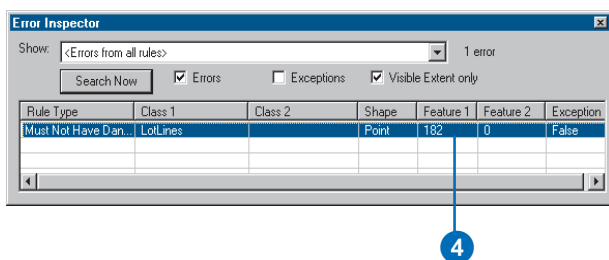 Error Inspector
Show: <Errors from all rules> 1 error
Search Now Errors Exceptions Visible Extent only
Rule Type Class 1 Class 2 Shape Feature 1 Feature 2 Exception
Must Not Have Dan... LotLines Point 182 0 False
4